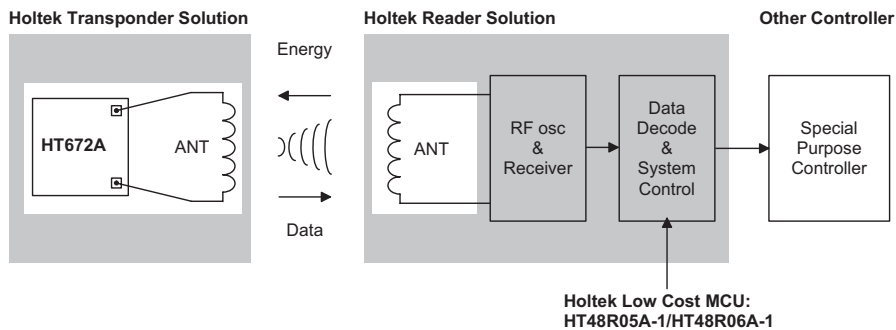 Holtek Transponder Solution
Holtek Reader Solution
Other Controller
HT672A
ANT
Energy
Data
ANT
RF osc
&
Receiver
Data
Decode
&
System
Control
Special
Purpose
Controller
Holtek Low Cost MCU:
HT48R05A-1/HT48R06A-1